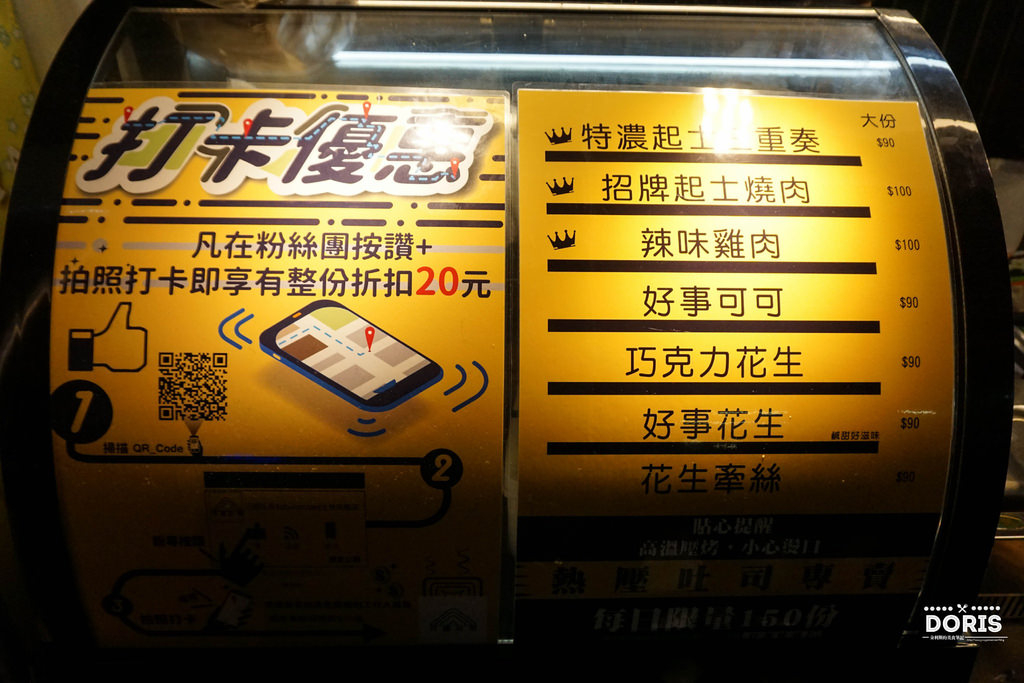 打卡優惠
凡在粉絲團按讚+
拍照打卡即享有整份折扣20元
1
掃描 QR_Code
2
3
拍照打卡
大份
特濃起士三重奏 $90
招牌起士燒肉 $100
辣味雞肉 $100
好事可可 $90
巧克力花生 $90
好事花生 鹹甜好滋味 $90
花生牽絲 $90
貼心提醒
高溫壓烤、小心燙口
熱壓吐司專賣
每日限量150份
DORIS